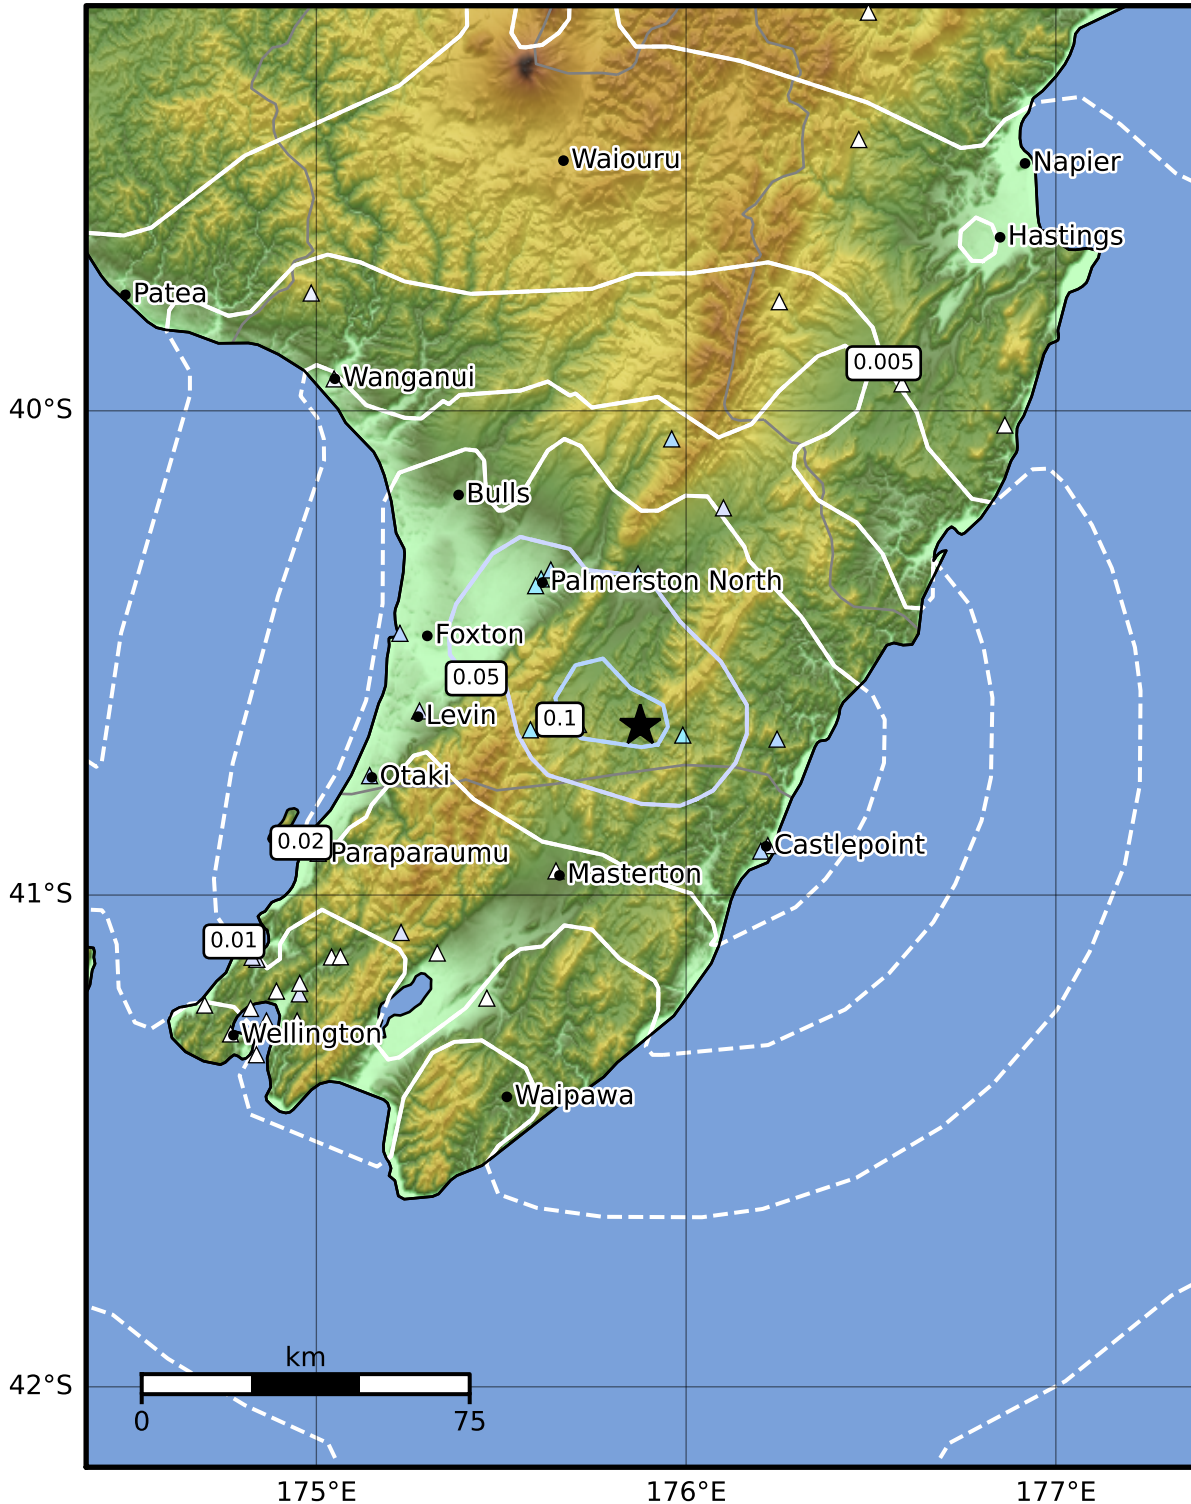 Waiouru
Napier
Hastings
Patea
0.005
Wanganui
40°S
Bulls
Palmerston North
Foxton
0.05
Levin
0.1
Otaki
0.02
Paraparaumu
Castlepoint
Masterton
41°S
0.01
Wellington
Waipawa
km
42°S
0
75
175°E
176°E
177°E